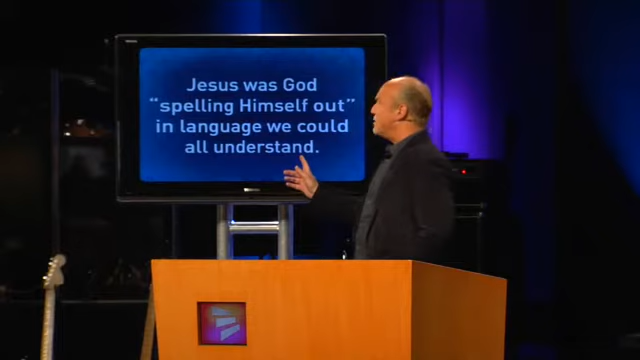 Jesus was God
“spelling Himself out”
in language we could
all understand.